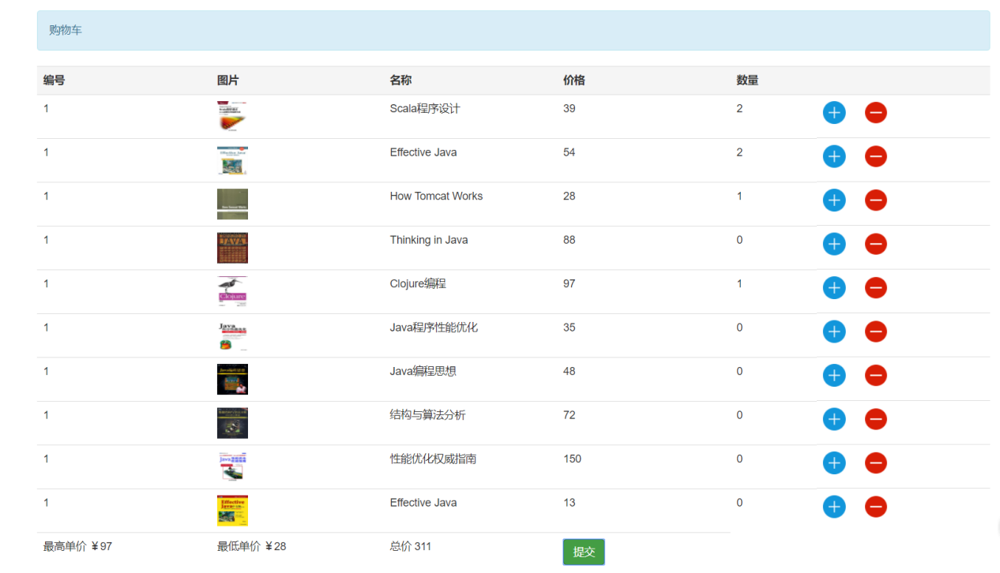 购物车
编号 图片 名称 价格 数量
1 Scala程序设计 39 2
1 Effective Java 54 2
1 How Tomcat Works 28 1
1 Thinking in Java 88 0
1 Clojure编程 97 1
1 Java程序性能优化 35 0
1 Java编程思想 48 0
1 结构与算法分析 72 0
1 性能优化权威指南 150 0
1 Effective Java 13 0
最高单价 ¥97 最低单价 ¥28 总价 311 提交